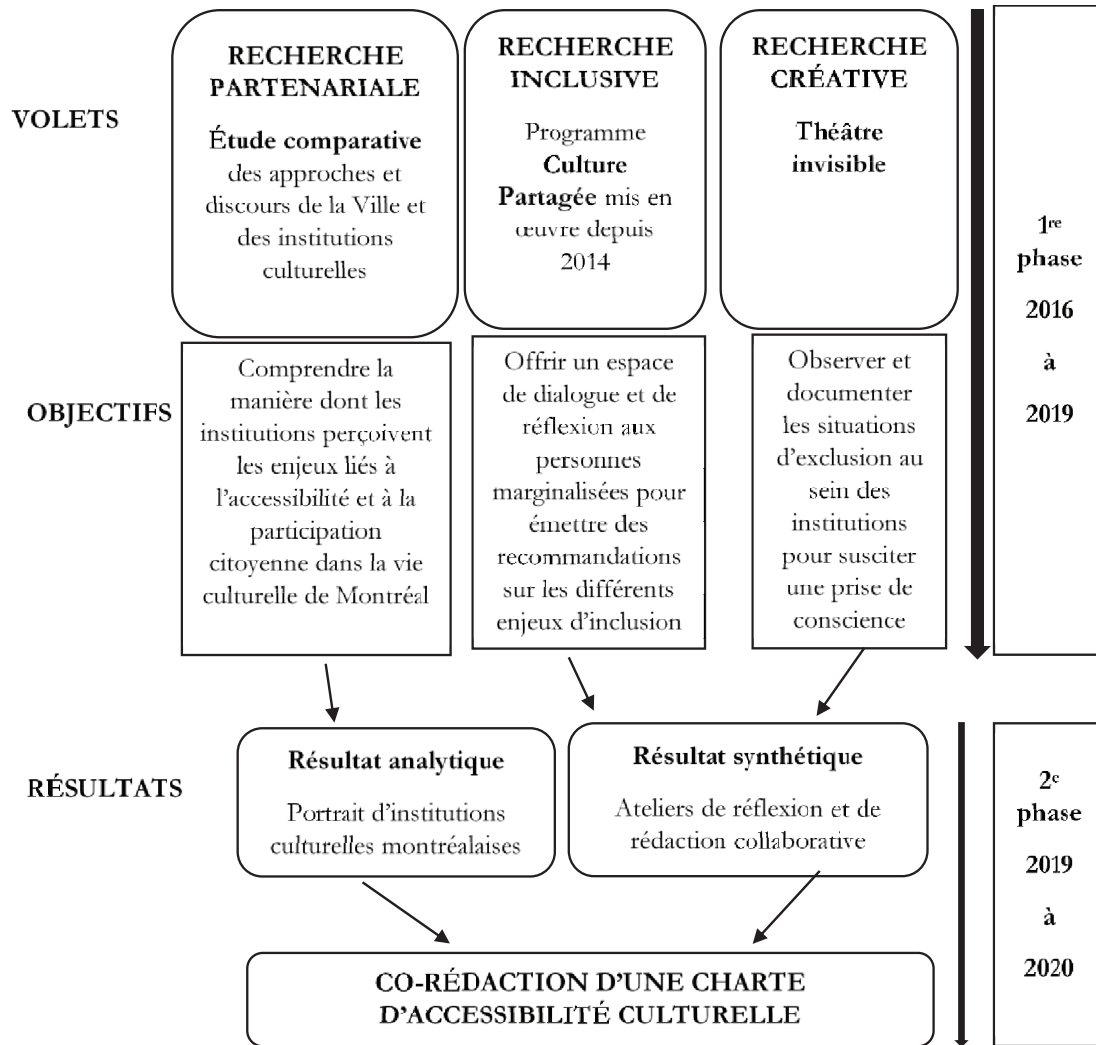 VOLETS
RECHERCHE
PARTENARIALE
Étude comparative
des approches et
discours de la Ville et
des institutions
culturelles
RECHERCHE
INCLUSIVE
Programme
Culture
Partagée mis en
œuvre depuis
2014
RECHERCHE
CRÉATIVE
Théâtre
invisible
OBJECTIFS
Comprendre la
manière dont les
institutions perçoivent
les enjeux liés à
l'accessibilité et à la
participation
citoyenne dans la vie
culturelle de Montréal
Offrir un espace
de dialogue et de
réflexion aux
personnes
marginalisées pour
émettre des
recommandations
sur les différents
enjeux d'inclusion
Observer et
documenter
les situations
d'exclusion au
sein des
institutions
pour susciter
une prise de
conscience
1re
phase
2016
à
2019
RÉSULTATS
Résultat analytique
Portrait d'institutions
culturelles montréalaises
Résultat synthétique
Ateliers de réflexion et de
rédaction collaborative
2e
phase
2019
à
2020
CO-RÉDACTION D'UNE CHARTE
D'ACCESSIBILITÉ CULTURELLE